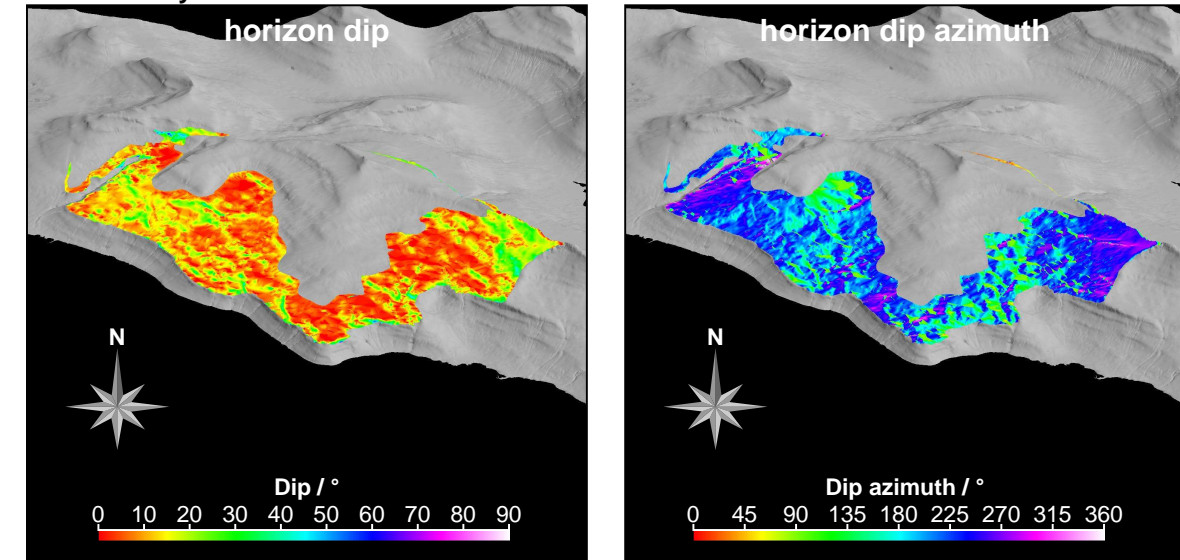 horizon dip
horizon dip azimuth
N
N
Dip / °
0 10 20 30 40 50 60 70 80 90
Dip azimuth / °
0 45 90 135 180 225 270 315 360